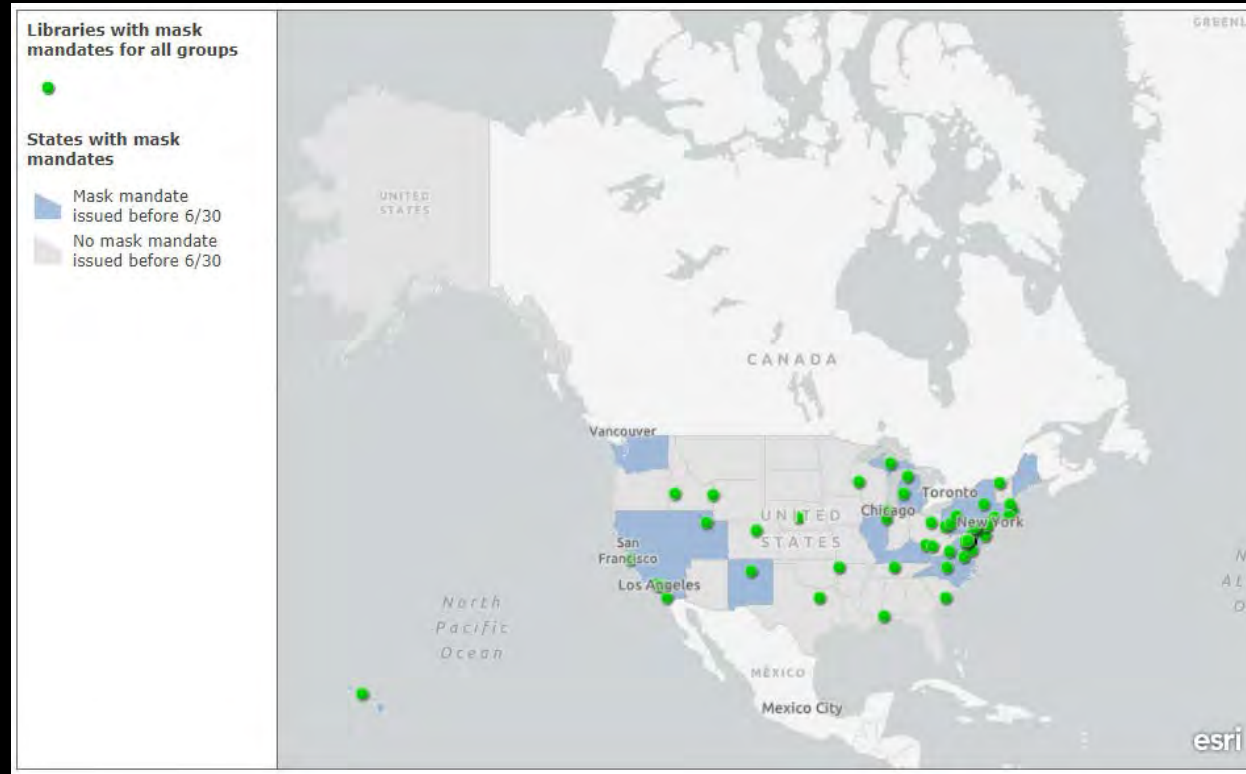 Libraries with mask
mandates for all groups
States with mask
mandates
Mask mandate
issued before 6/30
No mask mandate
issued before 6/30
GREENL
UNITED
STATES
CANADA
Vancouver
Toronto
Chicago
UNITED
STATES
New York
San
Francisco
Los Angeles
North
Pacific
Ocean
N
AL
O
MÉXICO
Mexico City
esri